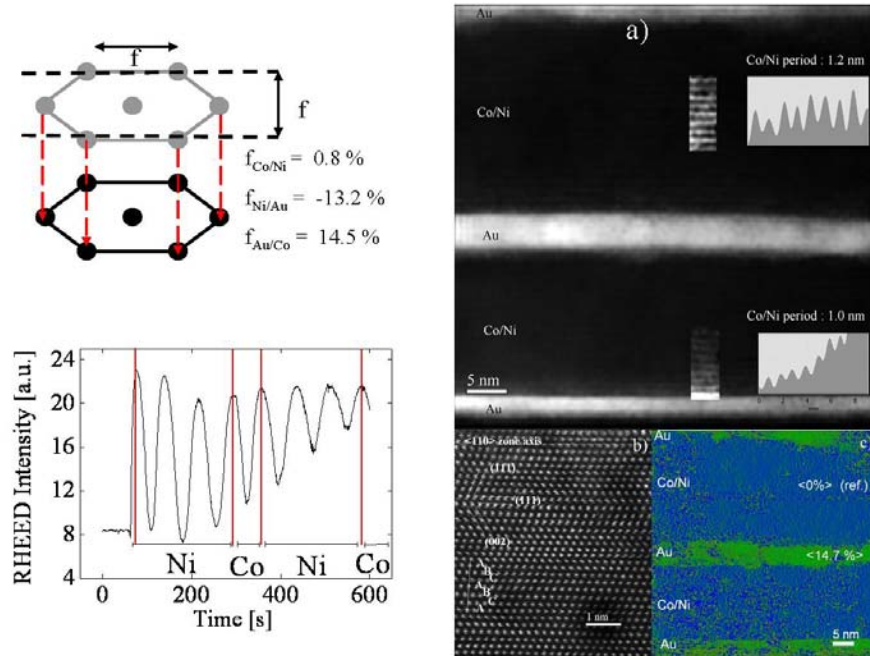 f
f
f_Co/Ni = 0.8 %
f_Ni/Au = -13.2 %
f_Au/Co = 14.5 %
RHEED Intensity [a.u.]
24
20
16
12
8
4
Ni
Co
Ni
Co
0
200
400
600
Time [s]
Au
a)
Co/Ni period : 1.2 nm
Co/Ni
Au
Co/Ni period : 1.0 nm
Co/Ni
5 nm
Au
b)
<110> zone axis
(111)
(002)
A
B
C
A
B
C
A
1 nm
c
Au
Co/Ni
<0%> (ref.)
Au
<14.7 %>
Co/Ni
Au
5 nm